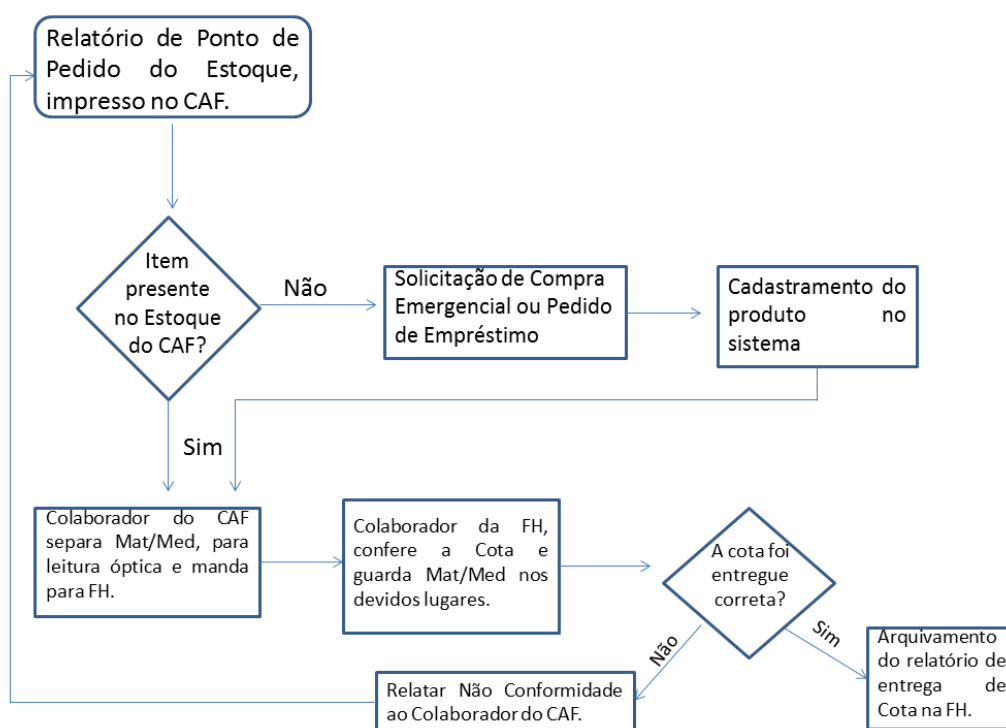 Relatório de Ponto de
Pedido do Estoque,
impresso no CAF.
Item
presente
no Estoque
do CAF?
Não
Solicitação de Compra
Emergencial ou Pedido
de Empréstimo
Cadastramento do
produto no
sistema
Sim
Colaborador do CAF
separa Mat/Med, para
leitura óptica e manda
para FH.
Colaborador da FH,
confere a Cota e
guarda Mat/Med nos
devidos lugares.
A cota foi
entregue
correta?
Não
Sim
Relatar Não Conformidade
ao Colaborador do CAF.
Arquivamento
do relatório de
entrega de
Cota na FH.